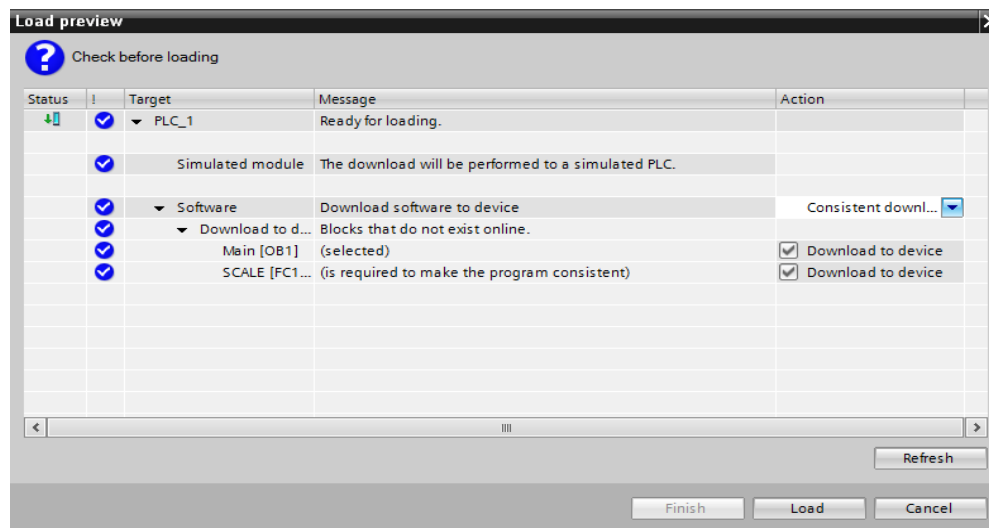 Load preview
Check before loading
Status ! Target Message Action
PLC_1 Ready for loading.
Simulated module The download will be performed to a simulated PLC.
Software Download software to device Consistent downl...
Download to d... Blocks that do not exist online.
Main [OB1] (selected) Download to device
SCALE [FC1... (is required to make the program consistent) Download to device
Refresh
Finish Load Cancel